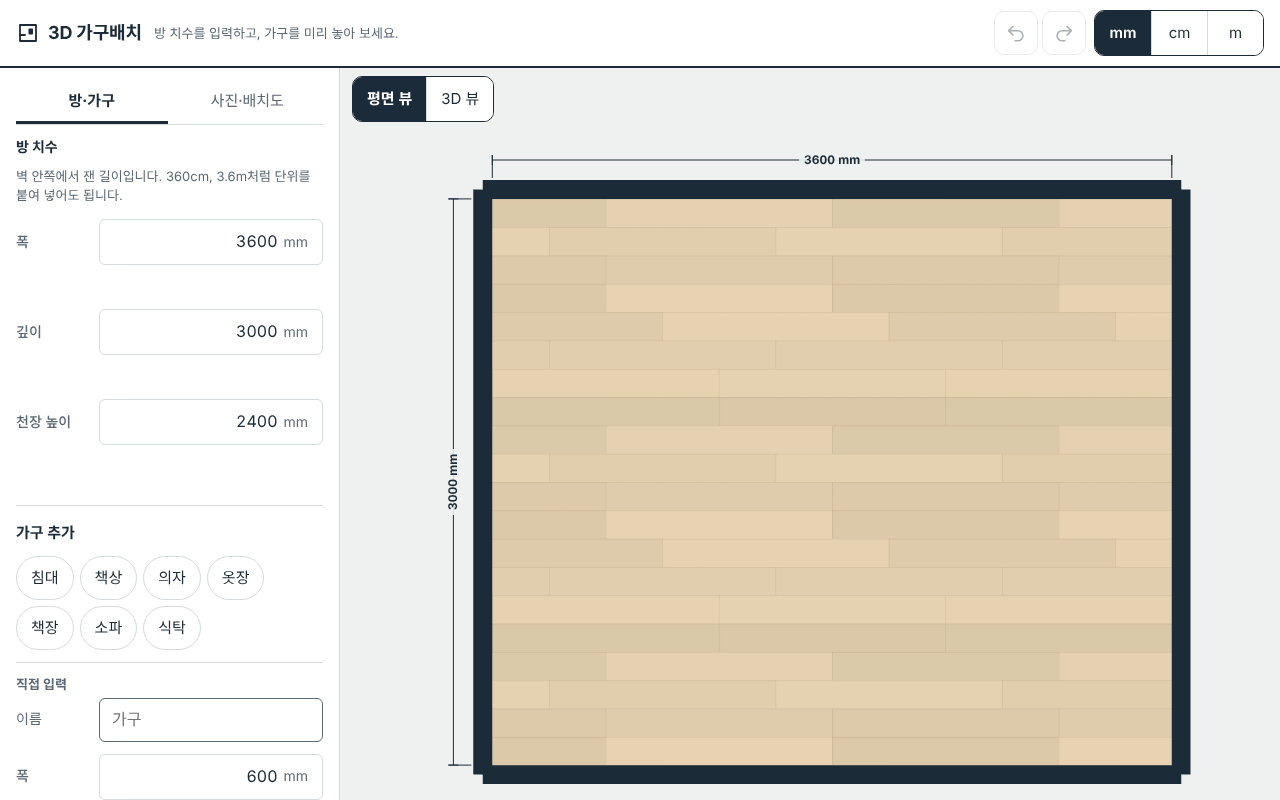 3D 가구배치 방 치수를 입력하고, 가구를 미리 놓아 보세요.
mm cm m
방·가구 사진·배치도
방 치수
벽 안쪽에서 잰 길이입니다. 360cm, 3.6m처럼 단위를
붙여 넣어도 됩니다.
폭 3600 mm
깊이 3000 mm
천장 높이 2400 mm
가구 추가
침대 책상 의자 옷장
책장 소파 식탁
직접 입력
이름 가구
폭 600 mm
평면 뷰 3D 뷰
3600 mm
3000 mm